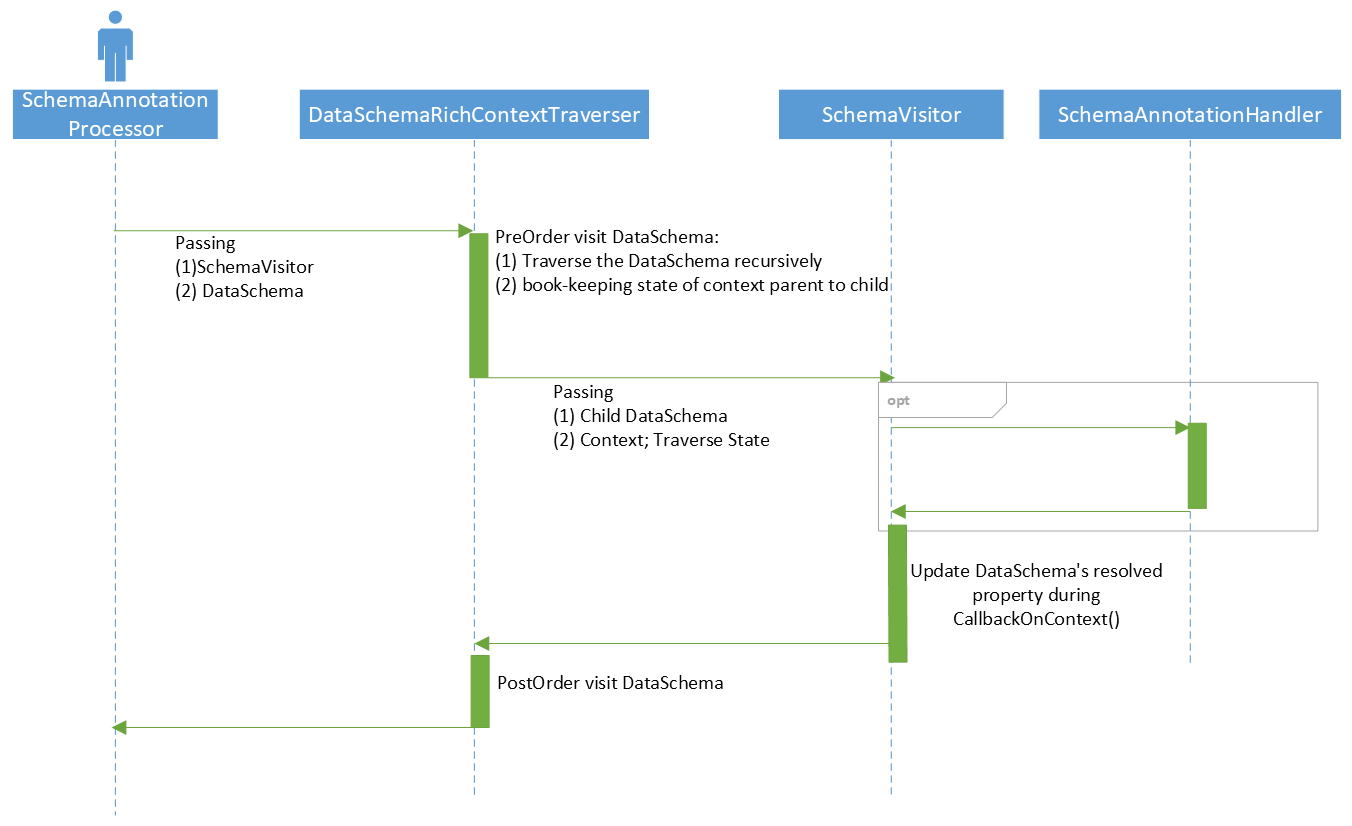 SchemaAnnotation
Processor
DataSchemaRichContextTraverser
SchemaVisitor
SchemaAnnotationHandler
Passing
(1)SchemaVisitor
(2) DataSchema
PreOrder visit DataSchema:
(1) Traverse the DataSchema recursively
(2) book-keeping state of context parent to child
Passing
(1) Child DataSchema
(2) Context; Traverse State
opt
Update DataSchema's resolved
property during
CallbackOnContext()
PostOrder visit DataSchema